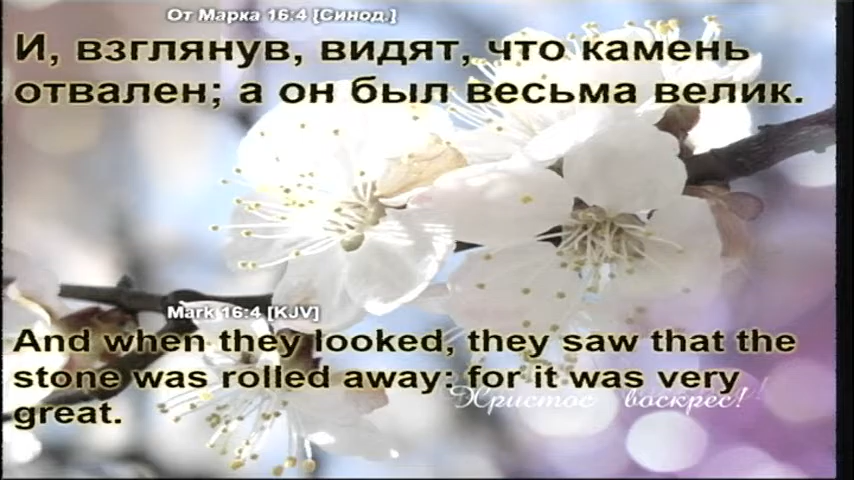 От Марка 16:4 [Синод.]
И, взглянув, видят, что камень
отвален; а он был весьма велик.
Mark 16:4 [KJV]
And when they looked, they saw that the
stone was rolled away: for it was very
great.
Христос воскрес!